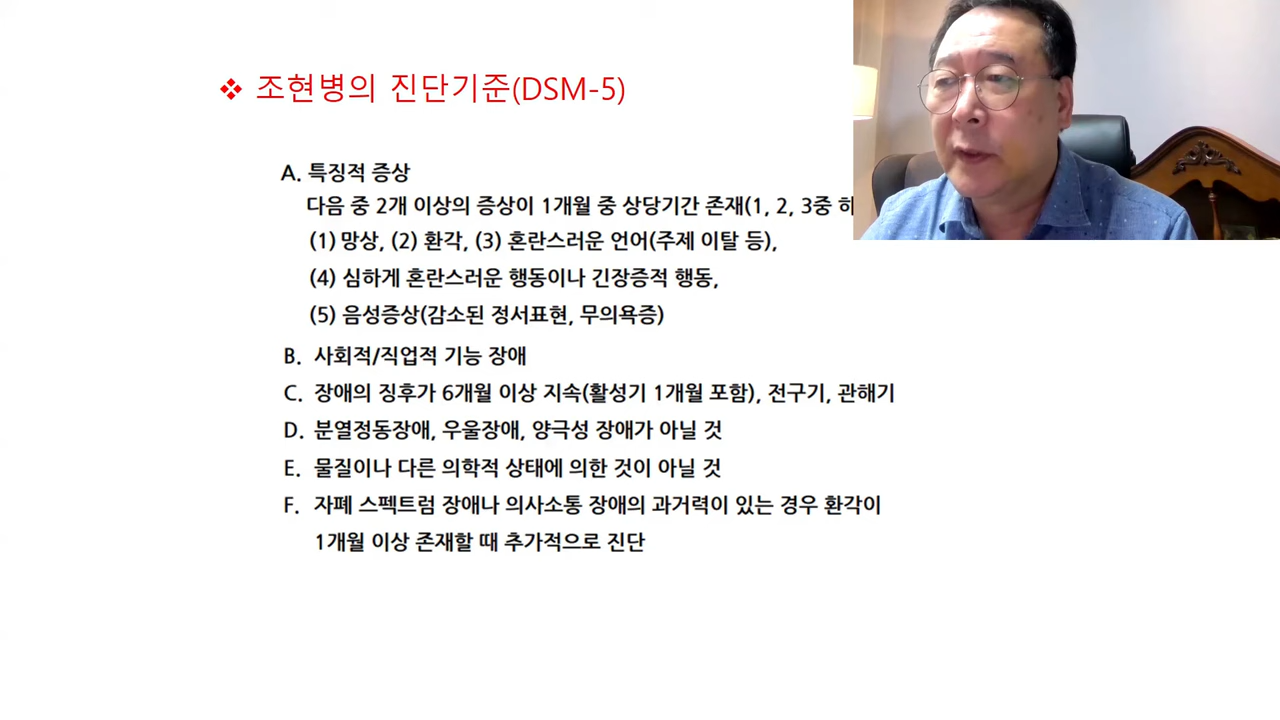 ❖ 조현병의 진단기준(DSM-5)
A. 특징적 증상
다음 중 2개 이상의 증상이 1개월 중 상당기간 존재(1, 2, 3중
(1) 망상, (2) 환각, (3) 혼란스러운 언어(주제 이탈 등),
(4) 심하게 혼란스러운 행동이나 긴장증적 행동,
(5) 음성증상(감소된 정서표현, 무의욕증)
B. 사회적/직업적 기능 장애
C. 장애의 징후가 6개월 이상 지속(활성기 1개월 포함), 전구기, 관해기
D. 분열정동장애, 우울장애, 양극성 장애가 아닐 것
E. 물질이나 다른 의학적 상태에 의한 것이 아닐 것
F. 자폐 스펙트럼 장애나 의사소통 장애의 과거력이 있는 경우 환각이
1개월 이상 존재할 때 추가적으로 진단